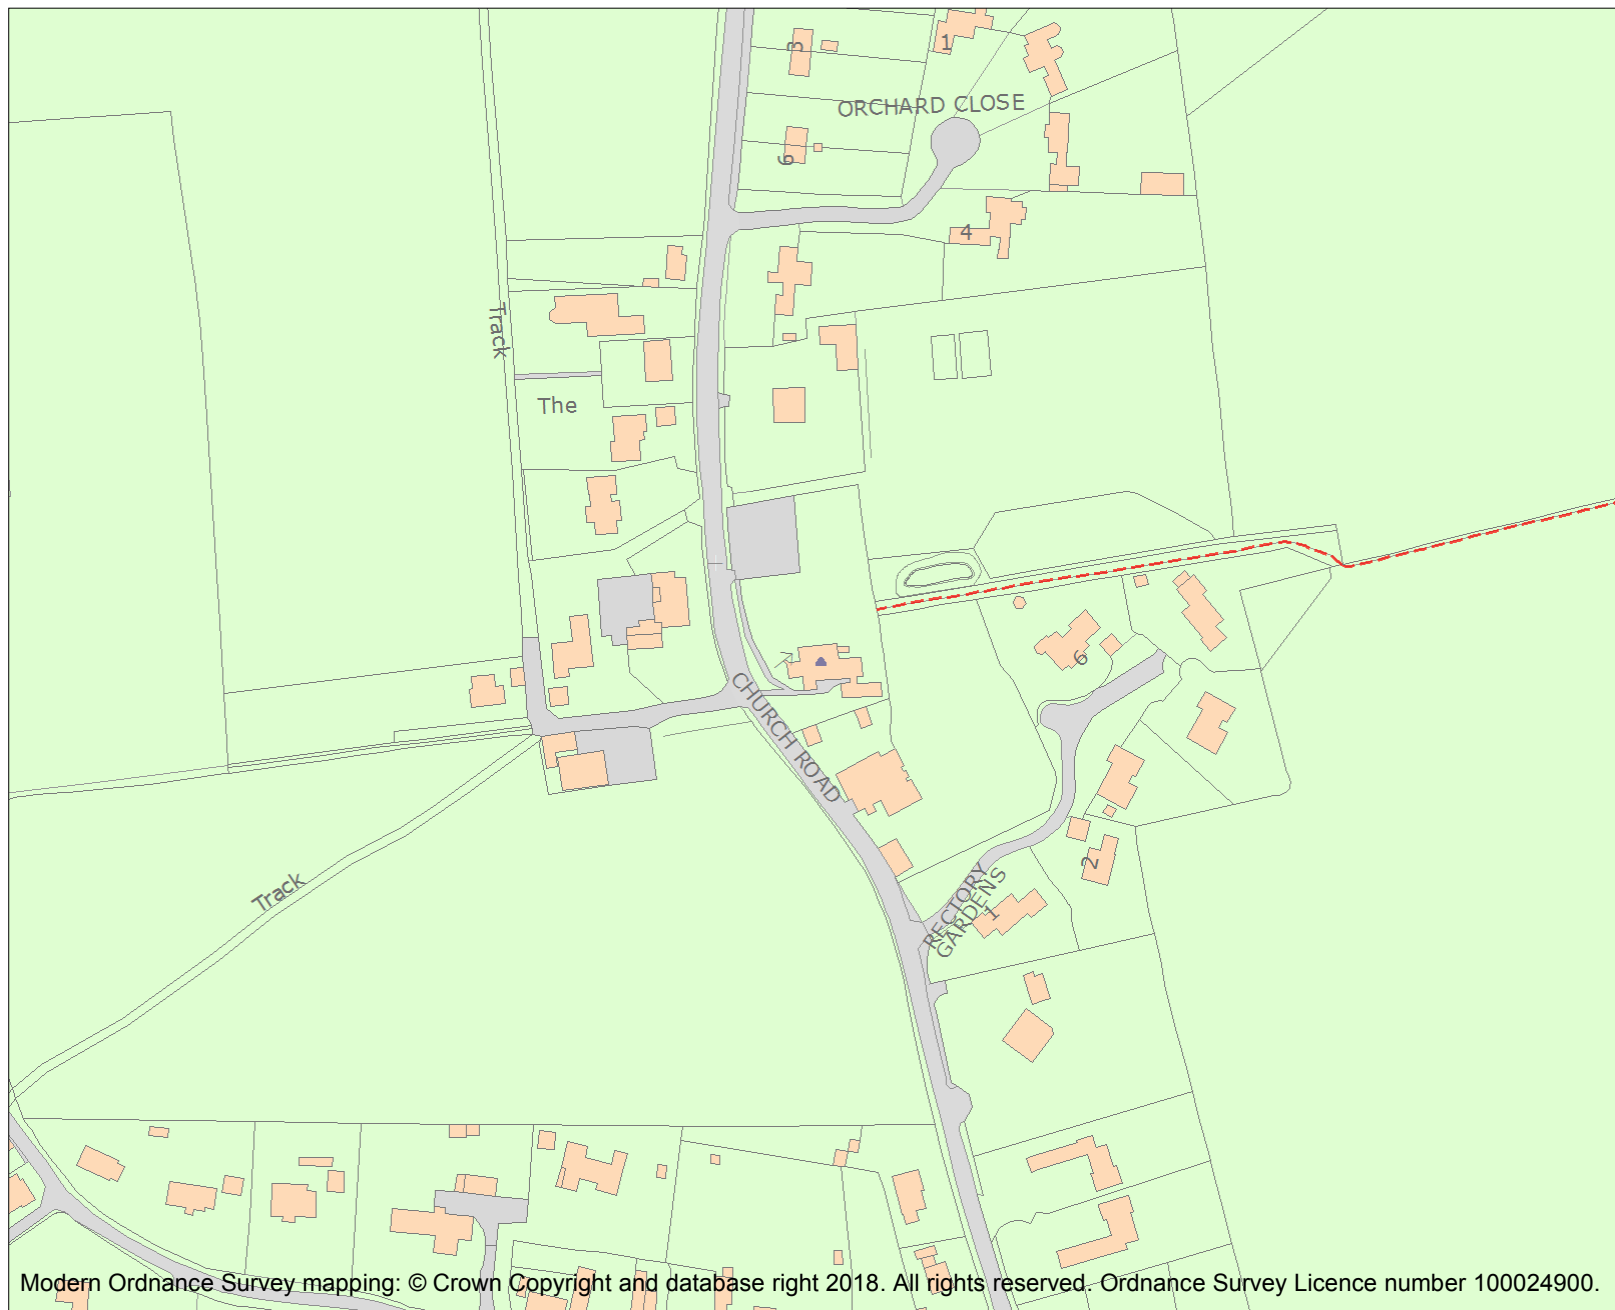 3
1
ORCHARD CLOSE
6
4
Track
The
6
CHURCH ROAD
2
Track
RECTORY
GARDENS
1
Modern Ordnance Survey mapping: © Crown Copyright and database right 2018. All rights reserved. Ordnance Survey Licence number 100024900.